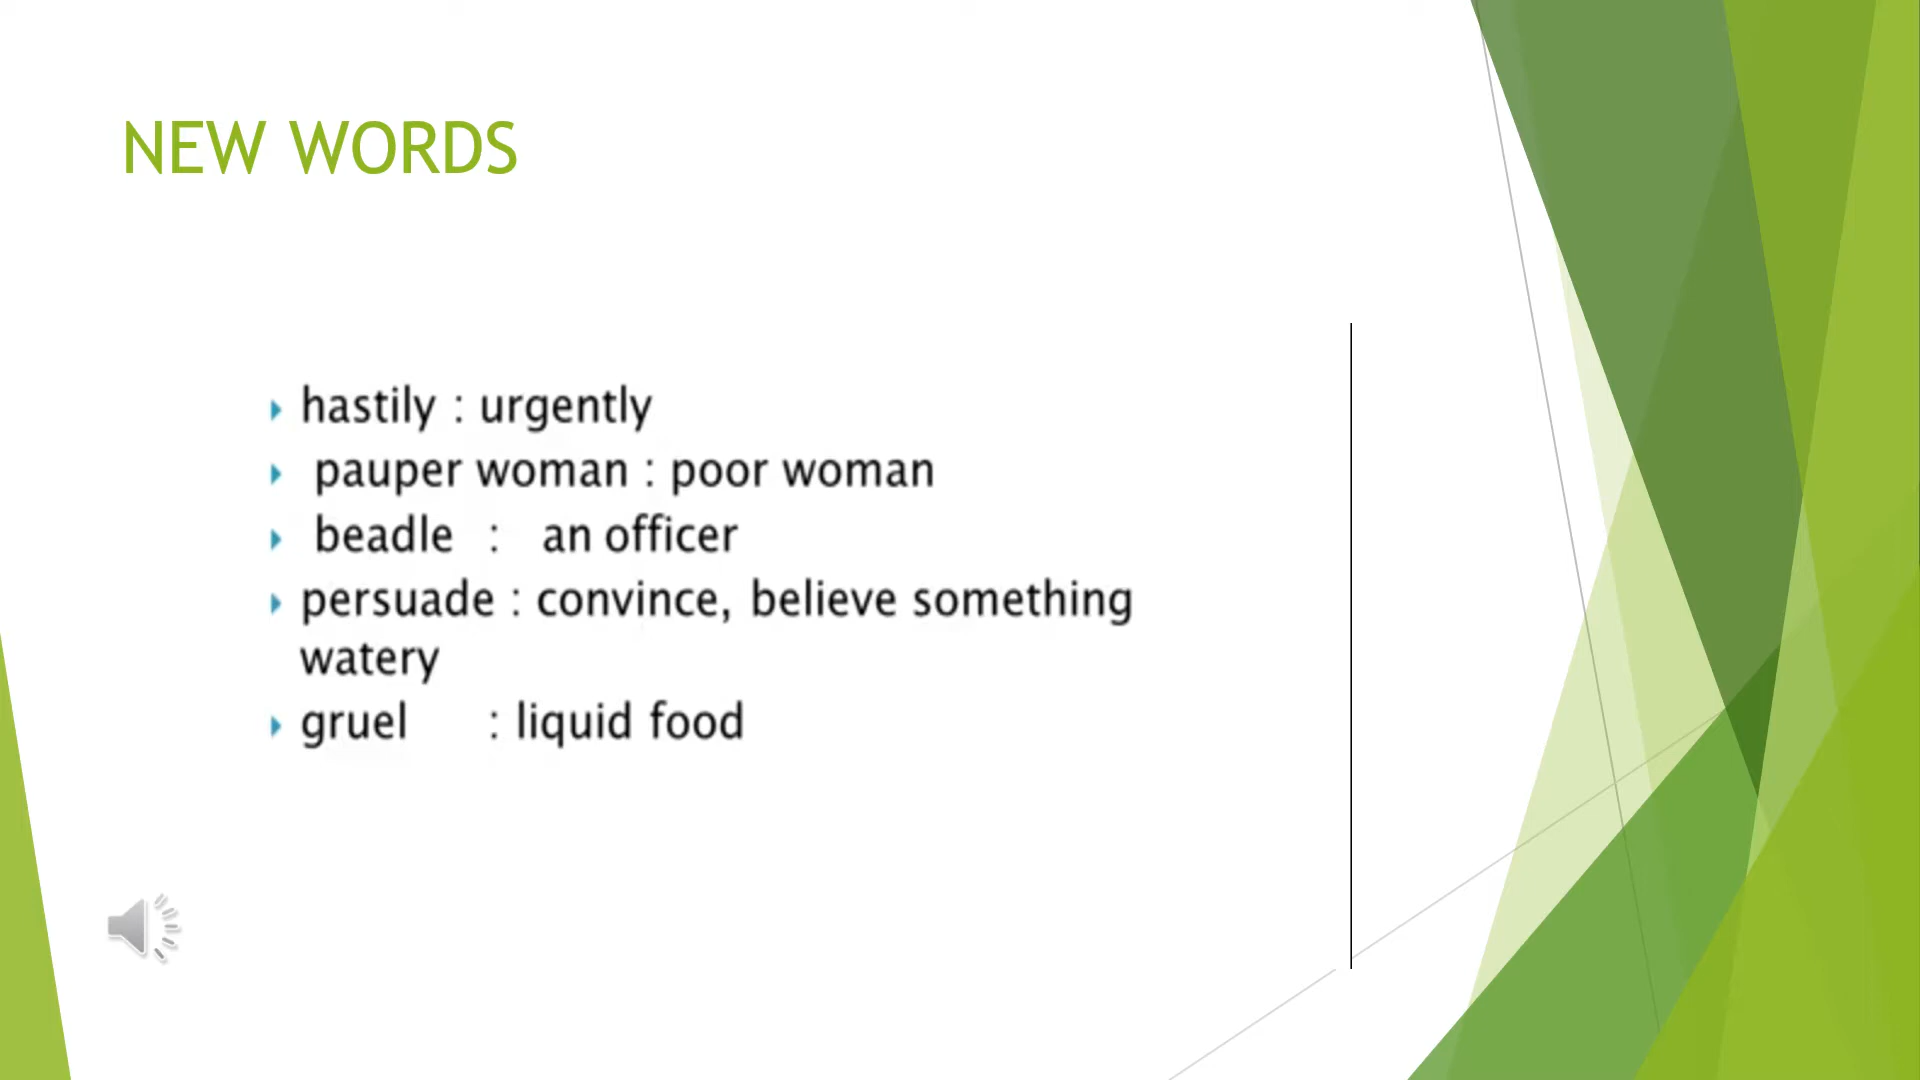 NEW WORDS
hastily : urgently
pauper woman : poor woman
beadle : an officer
persuade : convince, believe something
watery
gruel : liquid food